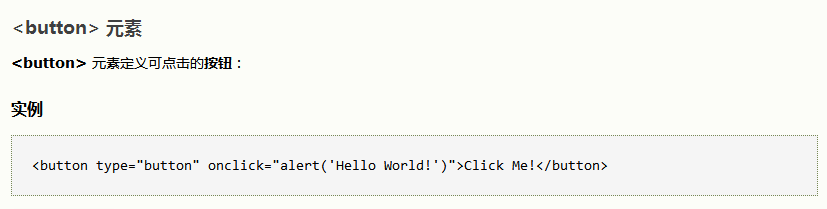 <button> 元素
<button> 元素定义可点击的按钮：
实例
<button type="button" onclick="alert('Hello World!')">Click Me!</button>